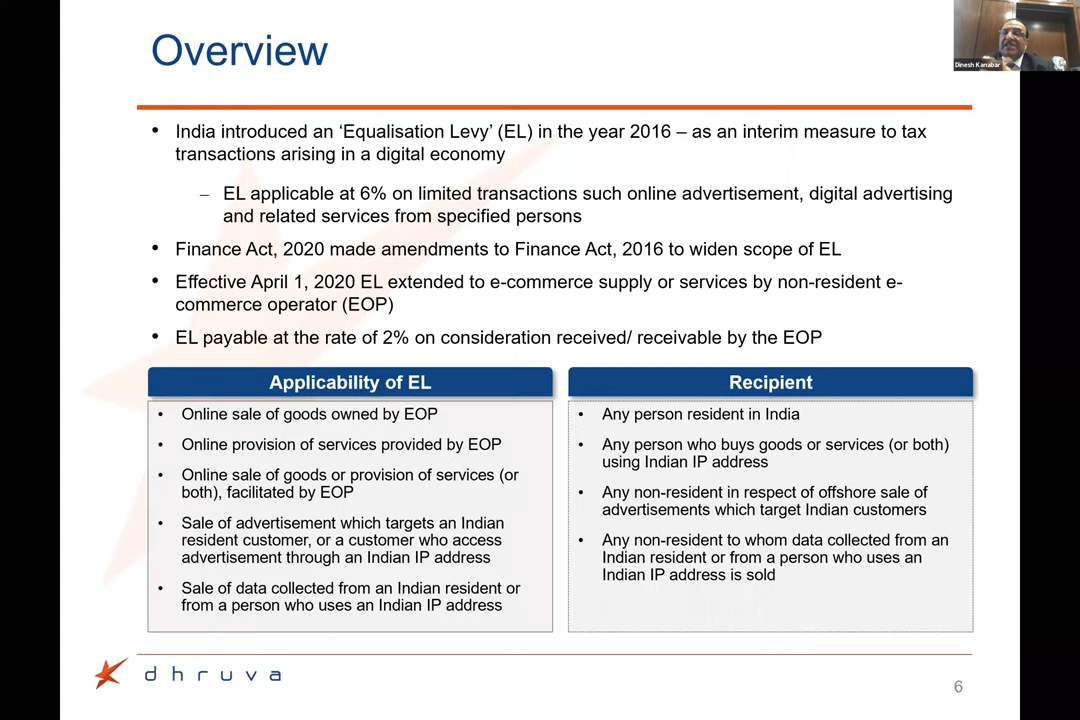 Overview
Dinesh Kanabar
• India introduced an ‘Equalisation Levy’ (EL) in the year 2016 – as an interim measure to tax
transactions arising in a digital economy
– EL applicable at 6% on limited transactions such online advertisement, digital advertising
and related services from specified persons
• Finance Act, 2020 made amendments to Finance Act, 2016 to widen scope of EL
• Effective April 1, 2020 EL extended to e-commerce supply or services by non-resident e-
commerce operator (EOP)
• EL payable at the rate of 2% on consideration received/ receivable by the EOP
Applicability of EL
• Online sale of goods owned by EOP
• Online provision of services provided by EOP
• Online sale of goods or provision of services (or
both), facilitated by EOP
• Sale of advertisement which targets an Indian
resident customer, or a customer who access
advertisement through an Indian IP address
• Sale of data collected from an Indian resident or
from a person who uses an Indian IP address
Recipient
• Any person resident in India
• Any person who buys goods or services (or both)
using Indian IP address
• Any non-resident in respect of offshore sale of
advertisements which target Indian customers
• Any non-resident to whom data collected from an
Indian resident or from a person who uses an
Indian IP address is sold
dhruva
6